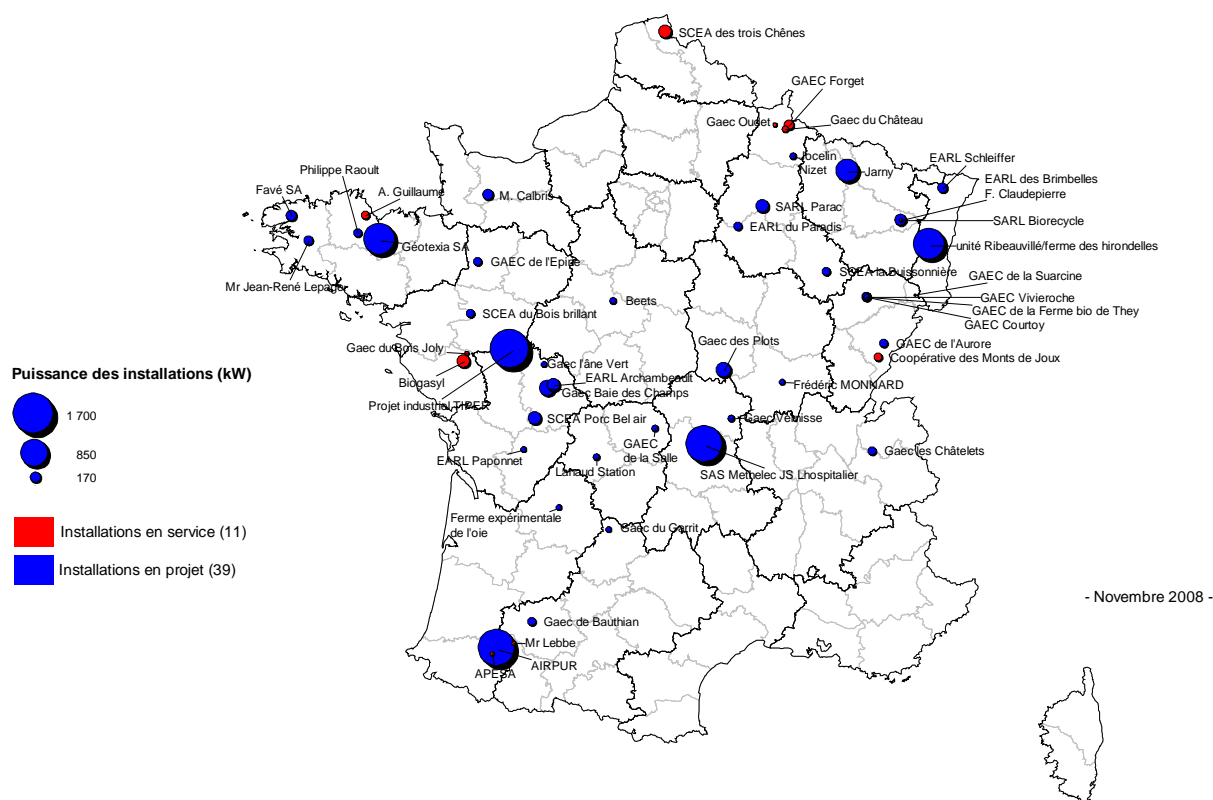 SCEA des trois Chênes
GAEC Forget
Gaec Oudet
Gaec du Château
Jocelin
Nizet
Jarny
EARL Schleiffer
EARL des Brimbelles
F. Claudepierre
Philippe Raoult
Favé SA
A. Guillaume
M. Calbris
SARL Parac
SARL Biorecycle
EARL du Paradis
Géotexia SA
unité Ribeauvillé/ferme des hirondelles
GAEC de l'Epine
SCEA la Buissonnière
GAEC de la Suarcine
Mr Jean-René Lepage
GAEC Vivieroche
Beets
GAEC de la Ferme bio de They
SCEA du Bois brillant
GAEC Courtoy
Gaec des Plots
GAEC de l'Aurore
Gaec du Bois Joly
Coopérative des Monts de Joux
Gaec l'âne Vert
Puissance des installations (kW)
Biogasyl
EARL Archambeault
Frédéric MONNARD
Gaec Baie des Champs
Projet industriel TIPER
1 700
SCEA Porc Bel air
Gaec Velnisse
850
GAEC
de la Salle
Gaec les Châtelets
EARL Paponnet
170
Lahaud Station
SAS Methelec JS Lhospitalier
Ferme expérimentale
de l'oie
Gaec du Garrit
Installations en service (11)
Installations en projet (39)
- Novembre 2008 -
Gaec de Bauthian
Mr Lebbe
AIRPUR
APESA